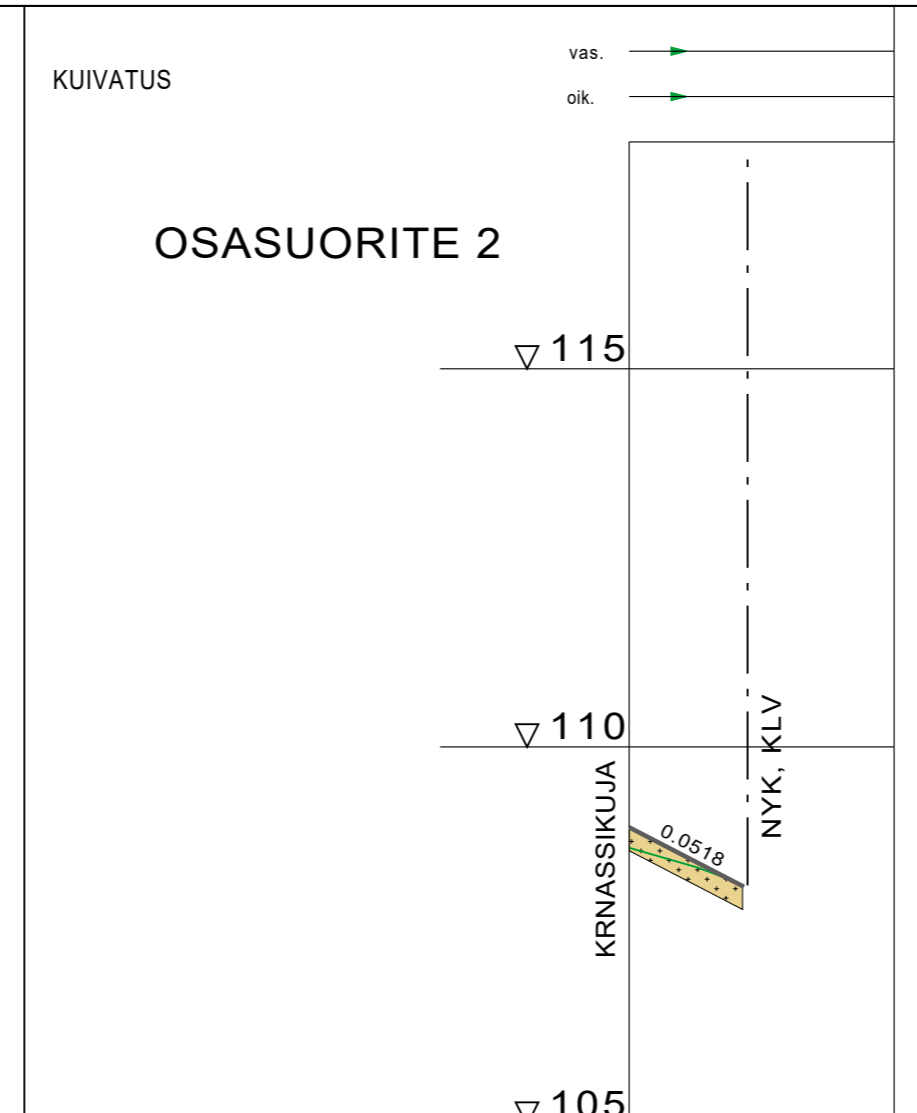 vas.
KUIVATUS
oik.
OSASUORITE 2
115
110
NYK, KLV
KRNASSIKUJA
0.0518
105